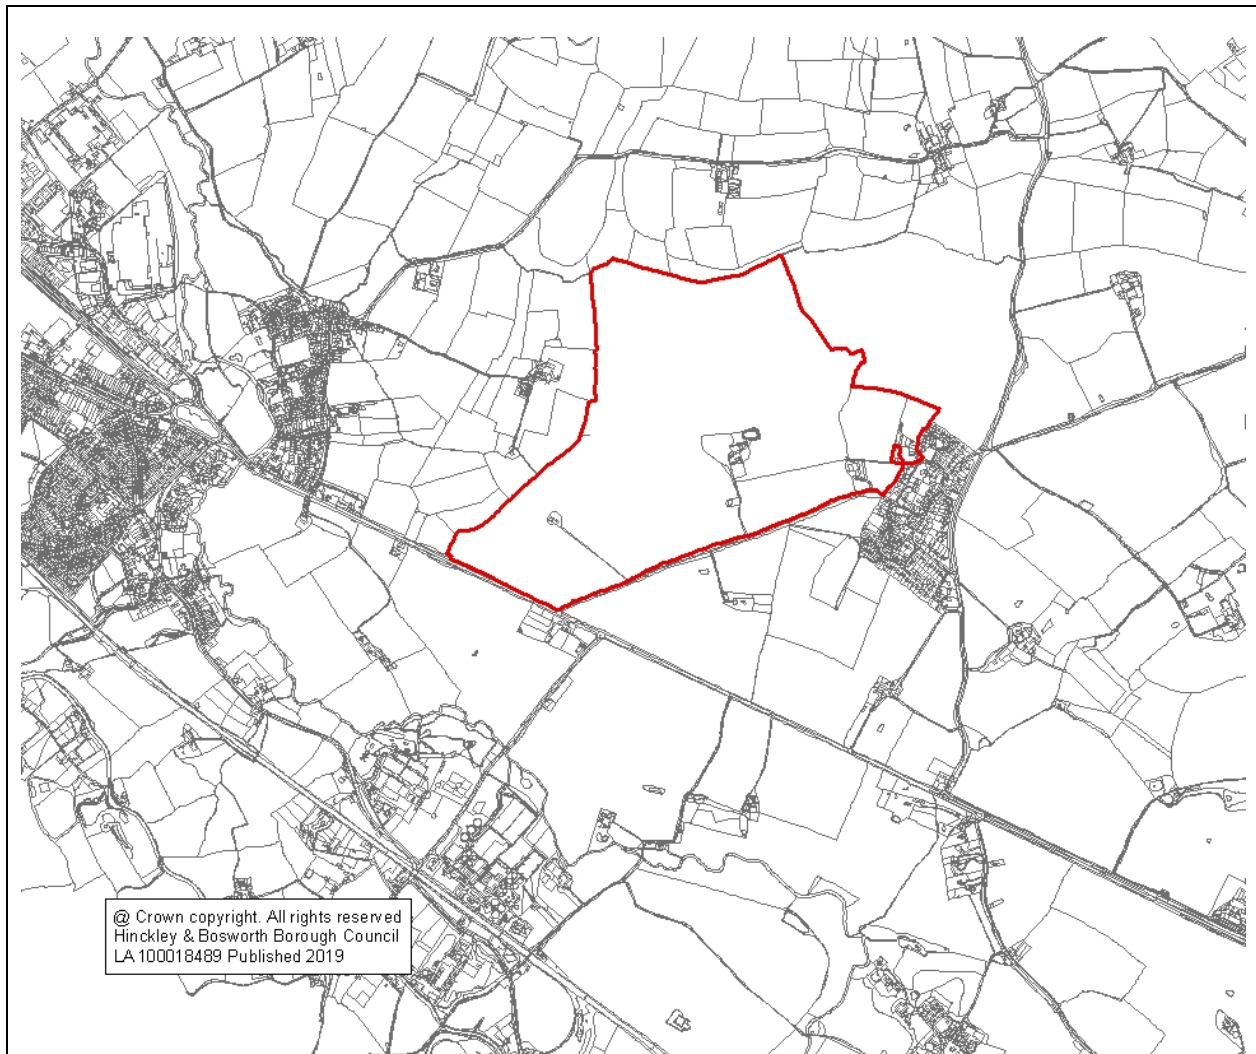 @ Crown copyright. All rights reserved
Hinckley & Bosworth Borough Council
LA 100018489 Published 2019